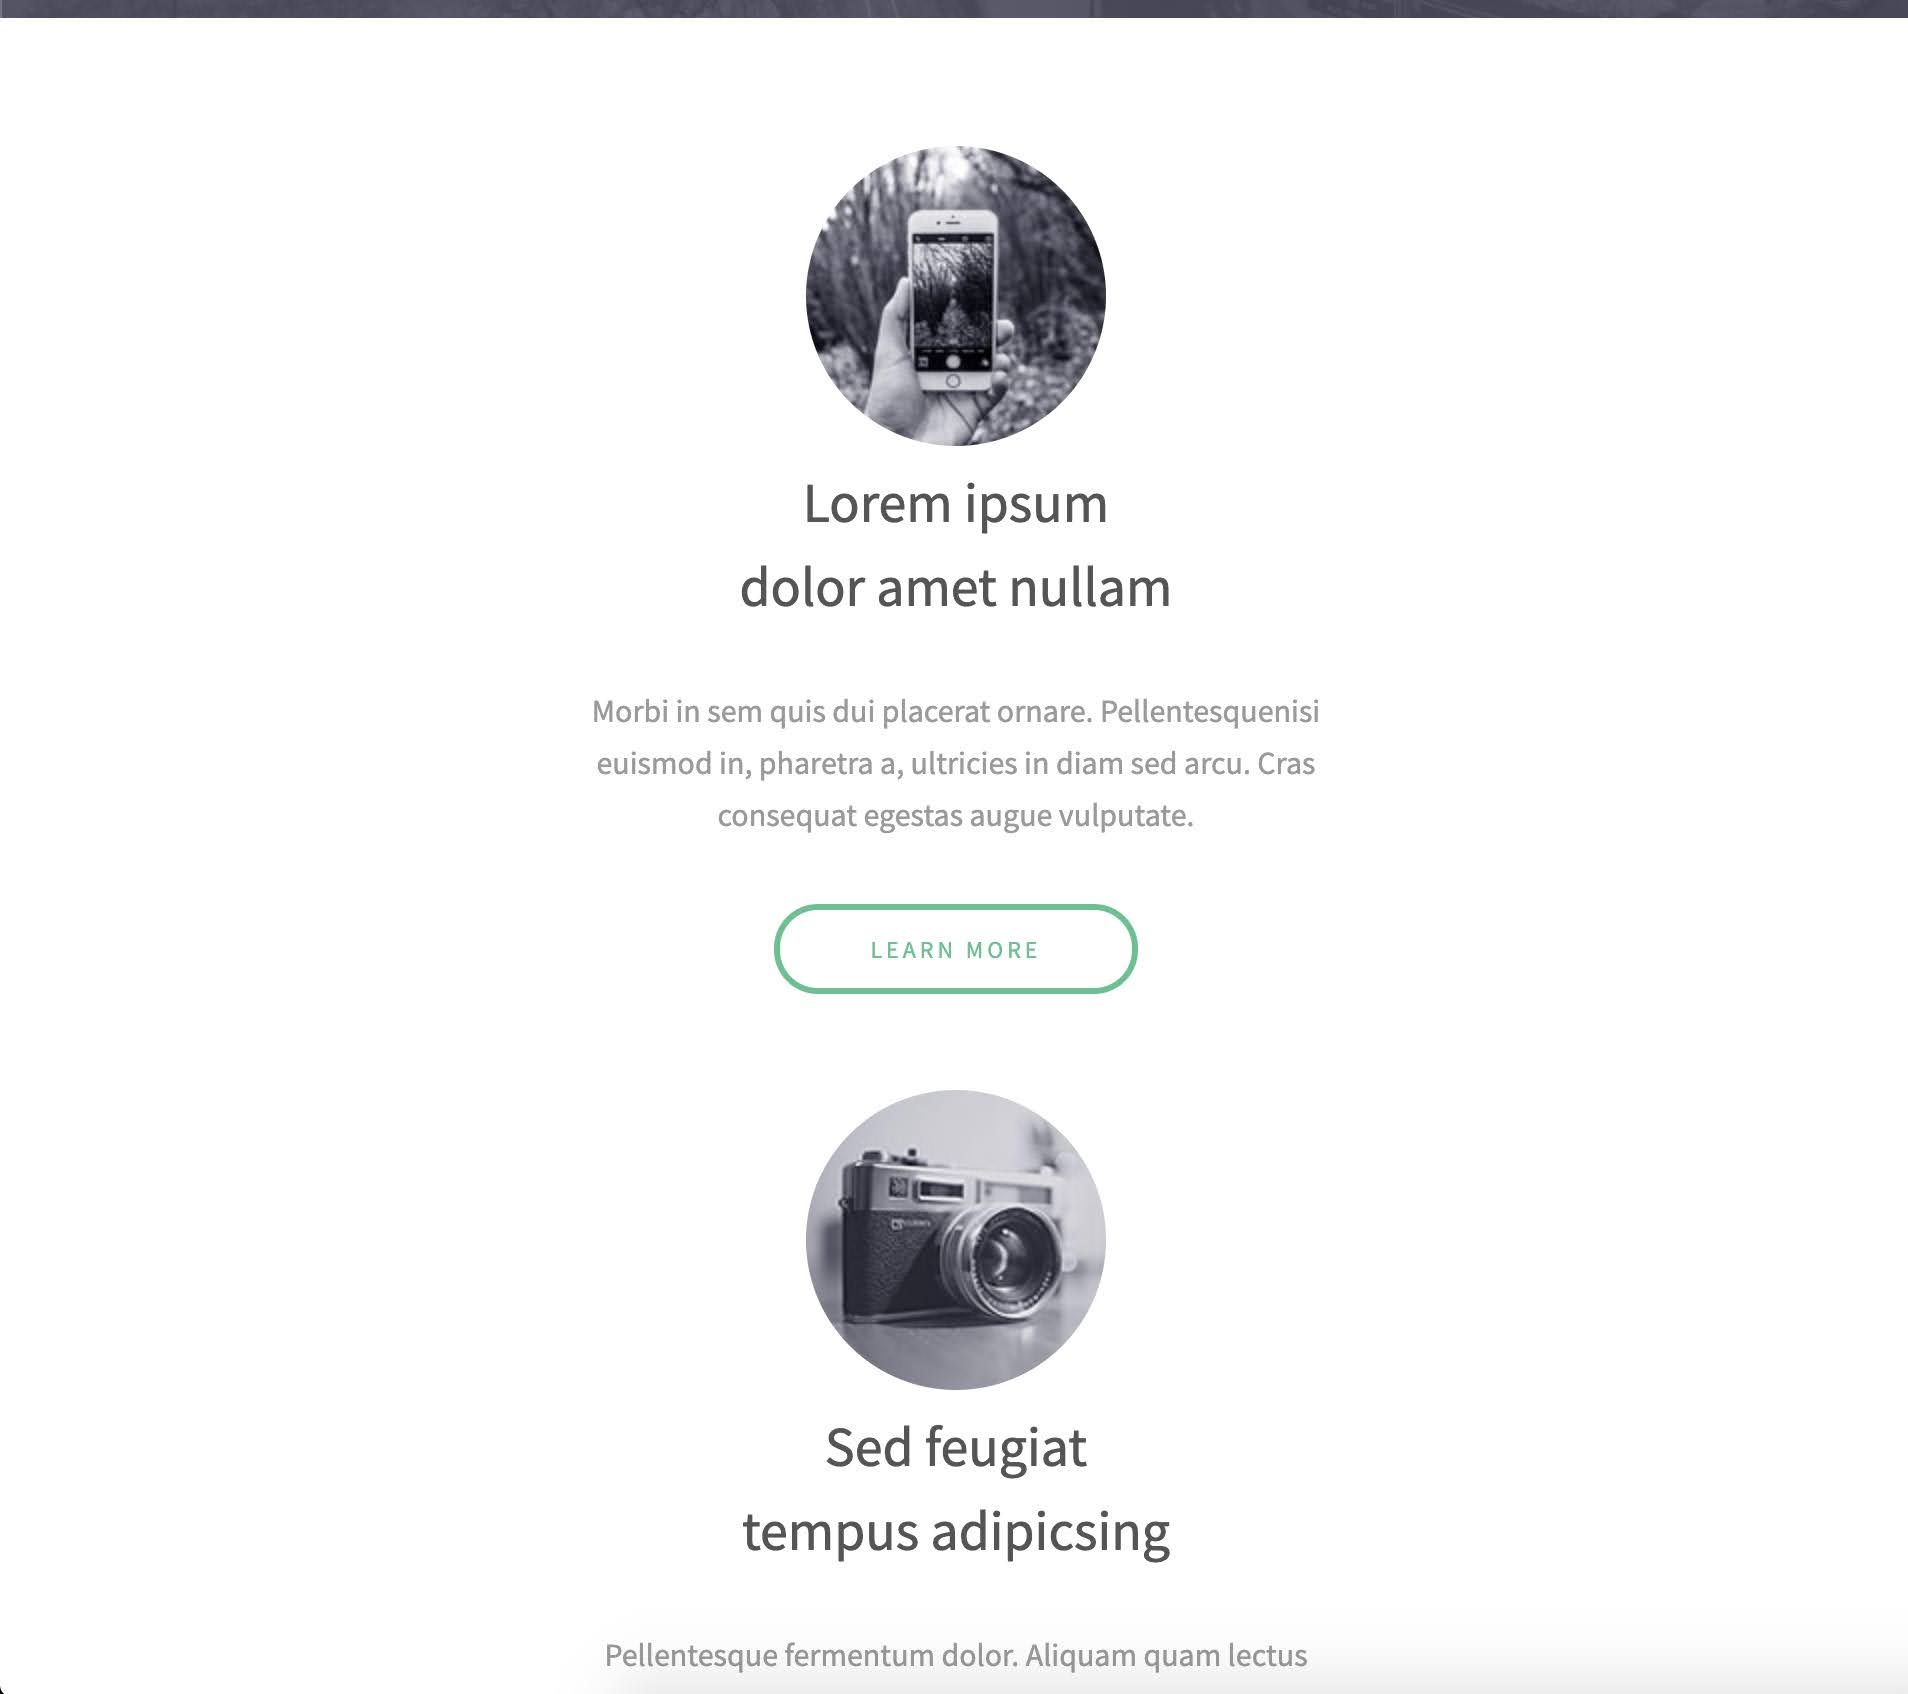 Lorem ipsum
dolor amet nullam
Morbi in sem quis dui placerat ornare. Pellentesquenisi
euismod in, pharetra a, ultricies in diam sed arcu. Cras
consequat egestas augue vulputate.
LEARN MORE
Sed feugiat
tempus adipicsing
Pellentesque fermentum dolor. Aliquam quam lectus